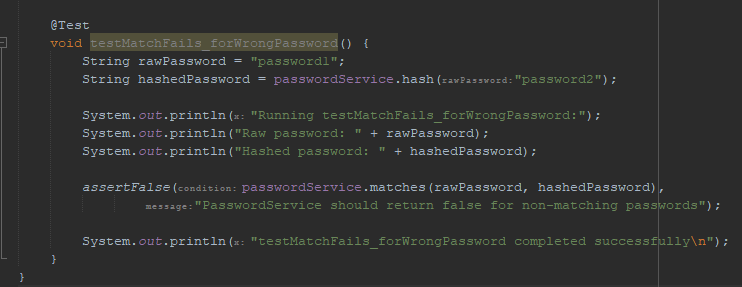 @Test
void testMatchFails_forWrongPassword() {
String rawPassword = "password1";
String hashedPassword = passwordService.hash( rawPassword: "password2");
System.out.println( x: "Running testMatchFails_forWrongPassword:");
System.out.println("Raw password: " + rawPassword);
System.out.println("Hashed password: " + hashedPassword);
assertFalse( condition: passwordService.matches(rawPassword, hashedPassword),
message: "PasswordService should return false for non-matching passwords");
System.out.println( x: "testMatchFails_forWrongPassword completed successfully\n");
}
}